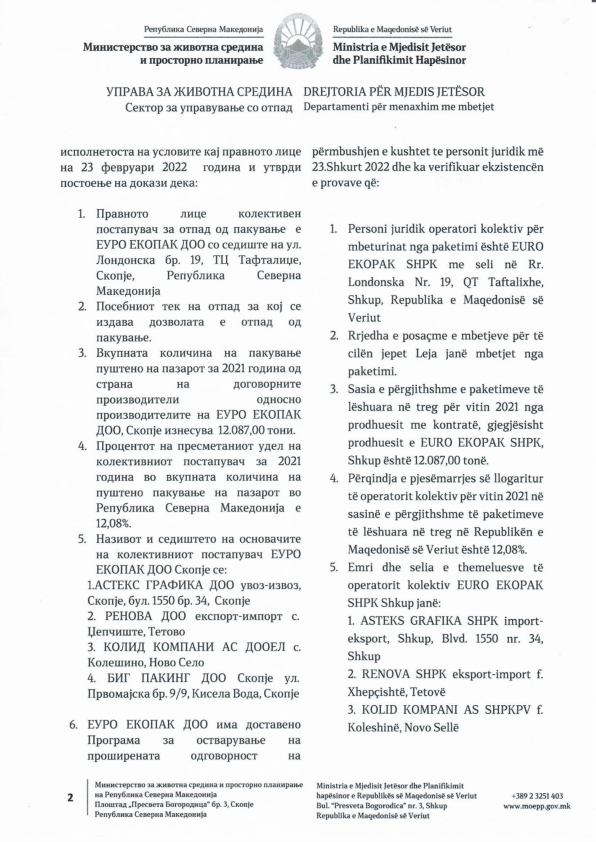 Република Северна Македонија
Министерство за животна средина
и просторно планирање
Republika e Maqedonisë së Veriut
Ministria e Mjedisit Jetësor
dhe Planifikimit Hapësinor
УПРАВА ЗА ЖИВОТНА СРЕДИНА
Сектор за управување со отпад
DREJTORIA PËR MJEDIS JETËSOR
Departamenti për menaxhim me mbetjet
исполнетоста на условите кај правното лице
на 23 февруари 2022 година и утврди
постоење на докази дека:
1. Правното лице колективен
постапувач за отпад од пакување е
ЕУРО ЕКОПАК ДОО со седиште на ул.
Лондонска бр. 19, ТЦ Тафталиџе,
Скопје, Република Северна
Македонија
2. Посебниот тек на отпад за кој се
издава дозволата е отпад од
пакување.
3. Вкупната количина на пакување
пуштено на пазарот за 2021 година од
страна на договорните
производители односно
производителите на ЕУРО ЕКОПАК
ДОО, Скопје изнесува 12.087,00 тони.
4. Процентот на пресметаниот удел на
колективниот постапувач за 2021
година во вкупната количина на
пуштено пакување на пазарот во
Република Северна Македонија е
12,08%.
5. Називот и седиштето на основачите
на колективниот постапувач ЕУРО
ЕКОПАК ДОО Скопје се:
1.АСТЕКС ГРАФИКА ДОО увоз-извоз,
Скопје, бул. 1550 бр. 34, Скопје
2. РЕНОВА ДОО експорт-импорт с.
Џепчиште, Тетово
3. КОЛИД КОМПАНИ АС ДООЕЛ с.
Колешино, Ново Село
4. БИГ ПАКИНГ ДОО Скопје ул.
Првомајска бр. 9/9, Кисела Вода, Скопје
6. ЕУРО ЕКОПАК ДОО има доставено
Програма за остварување на
проширената одговорност на
përmbushjen e kushtet te personit juridik më
23.Shkurt 2022 dhe ka verifikuar ekzistencën
e provave që:
1. Personi juridik operatori kolektiv për
mbeturinat nga paketimi është EURO
EKOPAK SHPK me seli në Rr.
Londonska Nr. 19, QT Taftalixhe,
Shkup, Republika e Maqedonisë së
Veriut
2. Rrjedha e posaçme e mbetjeve për të
cilën jepet Leja janë mbetjet nga
paketimi.
3. Sasia e përgjithshme e paketimeve të
lëshuara në treg për vitin 2021 nga
prodhuesit me kontratë, gjegjësisht
prodhuesit e EURO EKOPAK SHPK,
Shkup është 12.087,00 tonë.
4. Përqindja e pjesëmarrjes së llogaritur
të operatorit kolektiv për vitin 2021 në
sasinë e përgjithshme të paketimeve
të lëshuara në treg në Republikën e
Maqedonisë së Veriut është 12,08%.
5. Emri dhe selia e themeluesve të
operatorit kolektiv EURO EKOPAK
SHPK Shkup janë:
1. ASTEKS GRAFIKA SHPK import-
eksport, Shkup, Blvd. 1550 nr. 34,
Shkup
2. RENOVA SHPK eksport-import f.
Xhepçishtë, Tetovë
3. KOLID KOMPANI AS SHPKPV f.
Koleshinë, Novo Sellë
2
Министерство за животна средина и просторно планирање
на Република Северна Македонија
Плоштад „Пресвета Богородица" бр. 3, Скопје
Република Северна Македонија
Ministria e Mjedisit Jetësor dhe Planifikimit
hapësinor e Republikës së Maqedonisë së Veriut
Bul. "Presveta Bogorodica" nr. 3, Shkup
Republika e Maqedonisë së Veriut
+389 2 3251 403
www.moepp.gov.mk